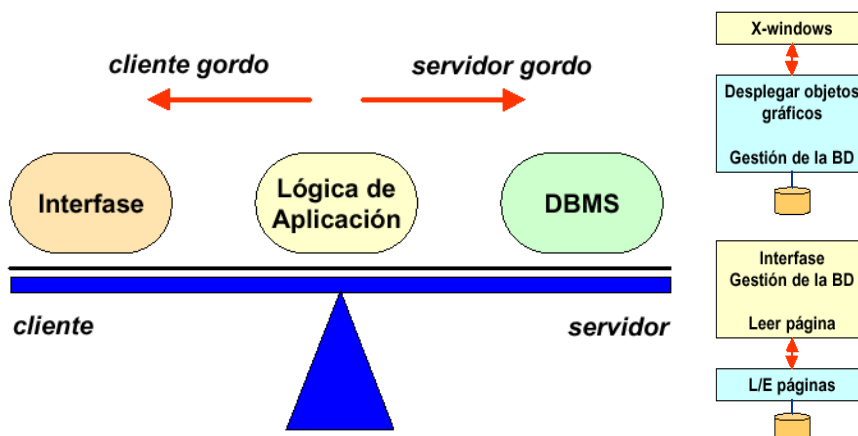 cliente gordo
servidor gordo
Interfase
Lógica de
Aplicación
DBMS
cliente
servidor
X-windows
Desplegar objetos
gráficos
Gestión de la BD
Interfase
Gestión de la BD
Leer página
L/E páginas